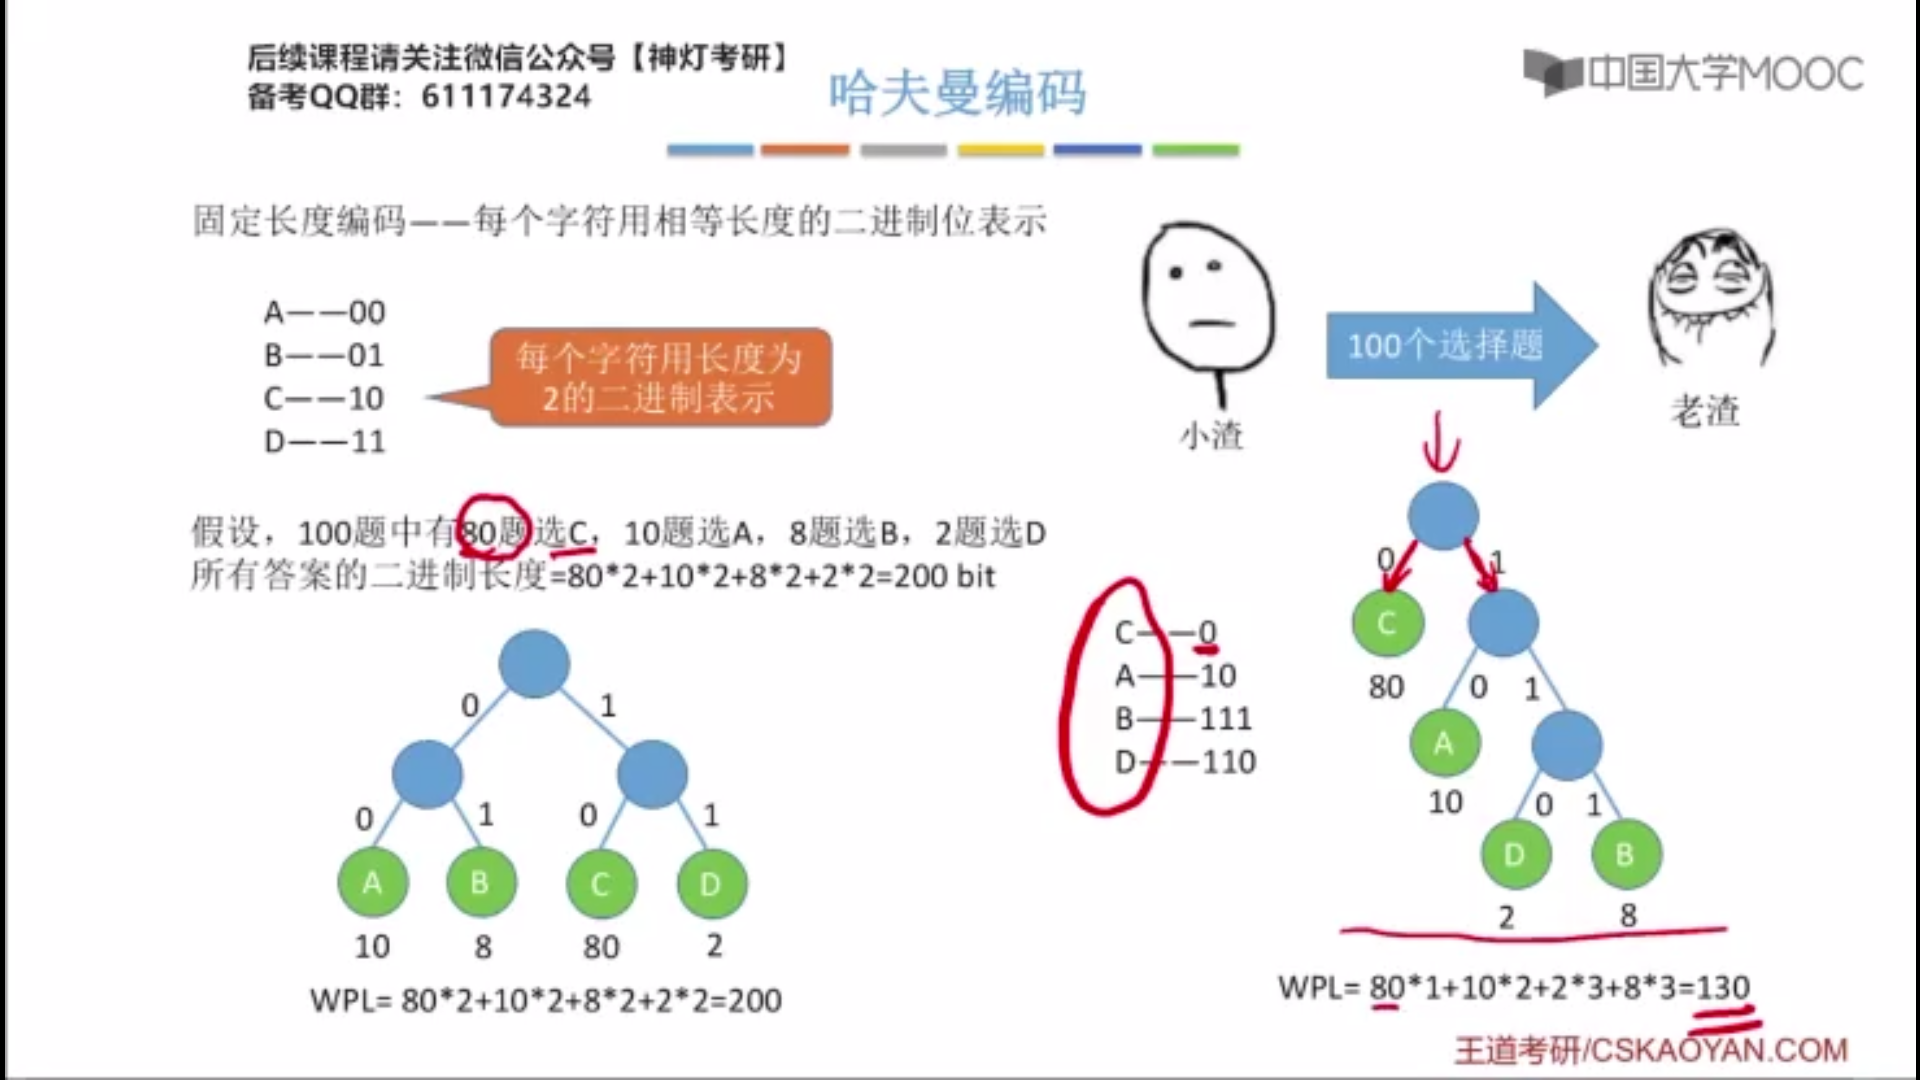 后续课程请关注微信公众号【神灯考研】
备考QQ群：611174324
哈夫曼编码
中国大学MOOC
固定长度编码——每个字符用相等长度的二进制位表示
A——00
B——01
C——10
D——11
每个字符用长度为
2的二进制表示
小渣
100个选择题
老渣
假设，100题中有80题选C，10题选A，8题选B，2题选D
所有答案的二进制长度=80*2+10*2+8*2+2*2=200 bit
0 1
0 1 0 1
A B C D
10 8 80 2
WPL= 80*2+10*2+8*2+2*2=200
C——0
A——10
B——111
D——110
0 1
C
80 0 1
A
10 0 1
D B
2 8
WPL= 80*1+10*2+2*3+8*3=130
王道考研/CSKAOYAN.COM